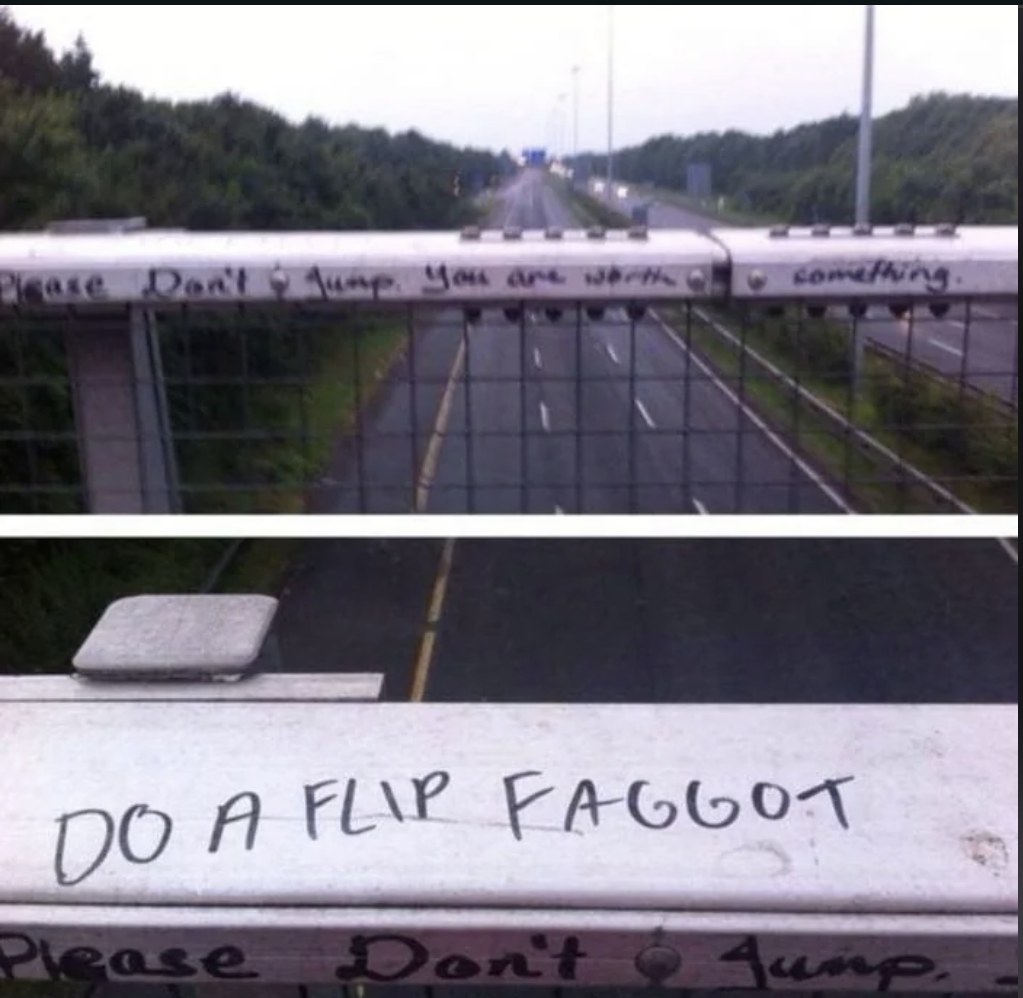 Please Don't Jump. You are worth something.
DO A FLIP FAGGOT
Please Don't Jump.